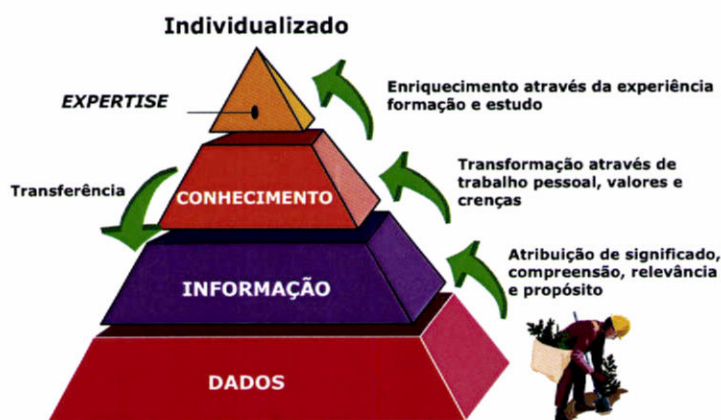 Individualizado
EXPERTISE
Enriquecimento através da experiência
formação e estudo
Transferência
CONHECIMENTO
Transformação através de
trabalho pessoal, valores e
crenças
INFORMAÇÃO
Atribuição de significado,
compreensão, relevância
e propósito
DADOS